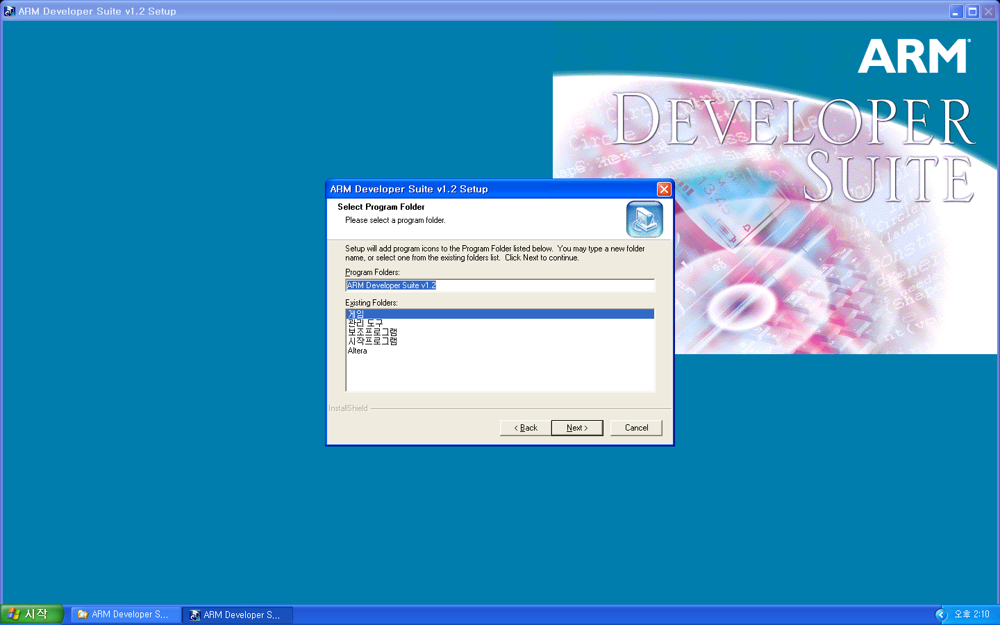 ARM Developer Suite v1.2 Setup
ARM
DEVELOPER
SUITE
ARM Developer Suite v1.2 Setup
Select Program Folder
Please select a program folder.
Setup will add program icons to the Program Folder listed below. You may type a new folder
name, or select one from the existing folders list. Click Next to continue.
Program Folders:
ARM Developer Suite v1.2
Existing Folders:
게임
관리 도구
보조프로그램
시작프로그램
Altera
InstallShield
< Back
Next >
Cancel
시작
ARM Developer S...
ARM Developer S...
오후 2:10